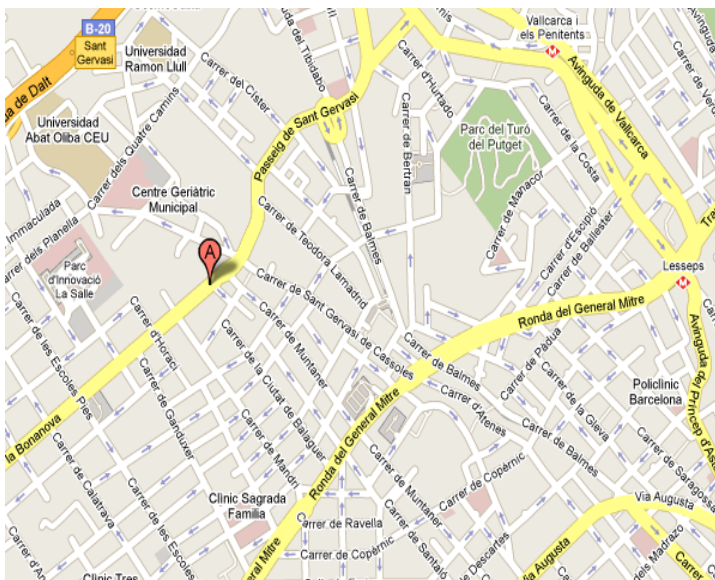 B-20
Sant
Gervasi
Universidad
Ramon Llull
Vallcarca i
els Penitents
Carrer del Císter
del Tibidabo
Carrer d'Hurtado
Avinguda de Vallcarca
da de Dalt
Universidad
Abat Oliba CEU
Carrer dels Quatre Camins
Passeig de Sant Gervasi
Carrer de Bertran
Parc del Turó
del Putget
Carrer de la Costa
Centre Geriàtric
Municipal
Carrer de Balmes
Carrer de Manacor
Immaculada
Carrer dels Planella
Carrer de Teodora Lamadrid
Carrer d'Escipió
Carrer de Ballester
A
Parc
d'Innovació
La Salle
Lesseps
Carrer de Sant Gervasi de Cassoles
Ronda del General Mitre
Carrer de les Escoles Pies
Carrer d'Horaci
Carrer de Muntaner
Carrer de la Ciutat de Balaguer
Carrer de Balmes
Carrer de Pàdua
Avinguda del Príncep d'Ast
Carrer de Ganduxer
Carrer d'Atenes
Carrer de la Gleva
Policlinic
Barcelona
la Bonanova
Carrer de Mandri
Ronda del General Mitre
Carrer de Balmes
Carrer de Calatrava
Carrer de les Escoles
Clinic Sagrada
Familia
Carrer de Muntaner
Carrer de Copèrnic
Carrer de Saragossa
Via Augusta
Carrer de Ravella
Carrer de Santaló
de Descartes
Carrer de Copèrnic
General Mitre
Augusta
dels Madrazo
Carrer d'An
Clinic Tres